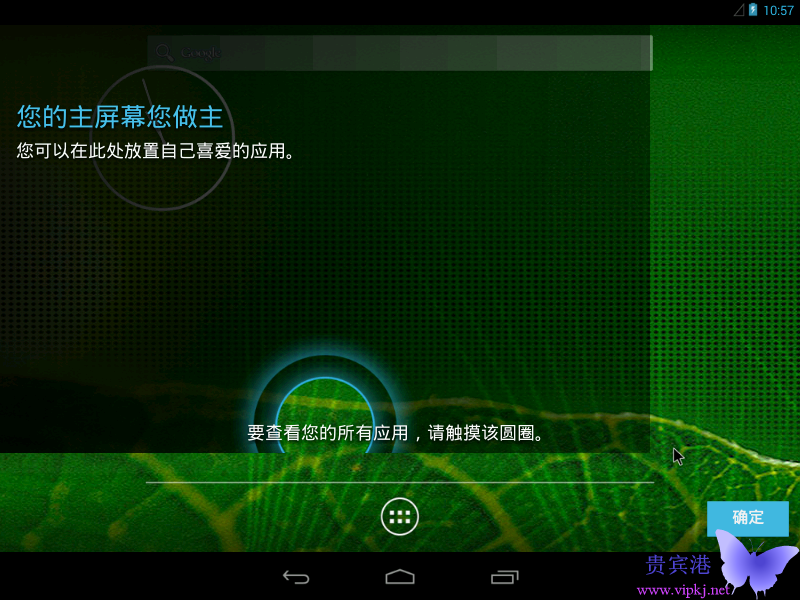 10:57
Google
您的主屏幕您做主
您可以在此处放置自己喜爱的应用。
要查看您的所有应用，请触摸该圆圈。
确定
贵宾港
www.vipkj.net